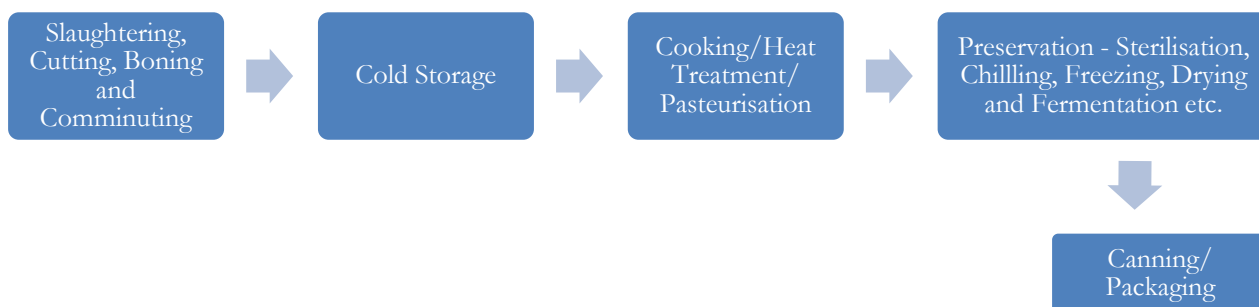 Slaughtering,
Cutting, Boning
and
Comminuting
Cold Storage
Cooking/Heat
Treatment/
Pasteurisation
Preservation - Sterilisation,
Chillling, Freezing, Drying
and Fermentation etc.
Canning/
Packaging